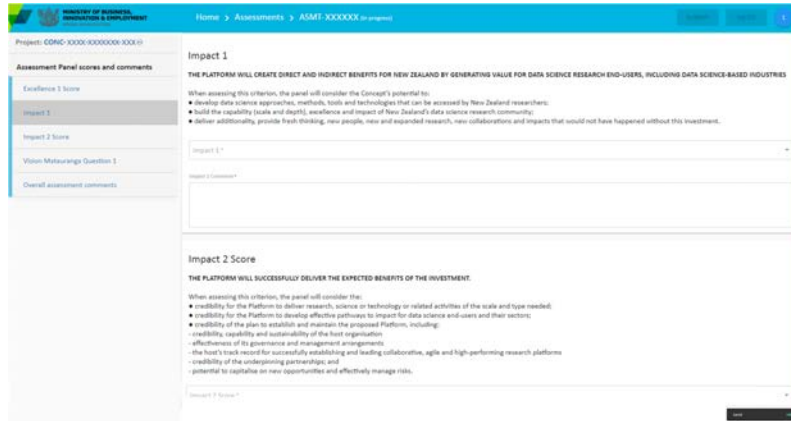 MINISTRY OF BUSINESS,
INNOVATION & EMPLOYMENT
Home > Assessments > ASMT-XXXXXX (In progress)
Project: CONC-XXXX-XXXXXXX-XXX
Assessment Panel scores and comments
Excellence 1 Score
Impact 1
Impact 2 Score
Vision Mātauranga Question 1
Overall assessment comments
Impact 1
THE PLATFORM WILL CREATE DIRECT AND INDIRECT BENEFITS FOR NEW ZEALAND BY GENERATING VALUE FOR DATA SCIENCE RESEARCH END-USERS, INCLUDING DATA SCIENCE-BASED INDUSTRIES
When assessing this criterion, the panel will consider the Concept's potential to:
● develop data science approaches, methods, tools and technologies that can be accessed by New Zealand researchers;
● build the capability (scale and depth), excellence and impact of New Zealand's data science research community;
● deliver additionality, provide fresh thinking, new people, new and expanded research, new collaborations and impacts that would not have happened without this investment.
Impact 1 *
Impact 1 Comment *
Impact 2 Score
THE PLATFORM WILL SUCCESSFULLY DELIVER THE EXPECTED BENEFITS OF THE INVESTMENT.
When assessing this criterion, the panel will consider the:
● credibility for the Platform to deliver research, science or technology or related activities of the scale and type needed;
● credibility for the Platform to develop effective pathways to impact for data science end-users and their sectors;
● credibility of the plan to establish and maintain the proposed Platform, including:
- credibility, capability and sustainability of the host organisation
- effectiveness of its governance and management arrangements
- the host's track record for successfully establishing and leading collaborative, agile and high-performing research platforms
- credibility of the underpinning partnerships; and
- potential to capitalise on new opportunities and effectively manage risks.
Impact 2 Score *